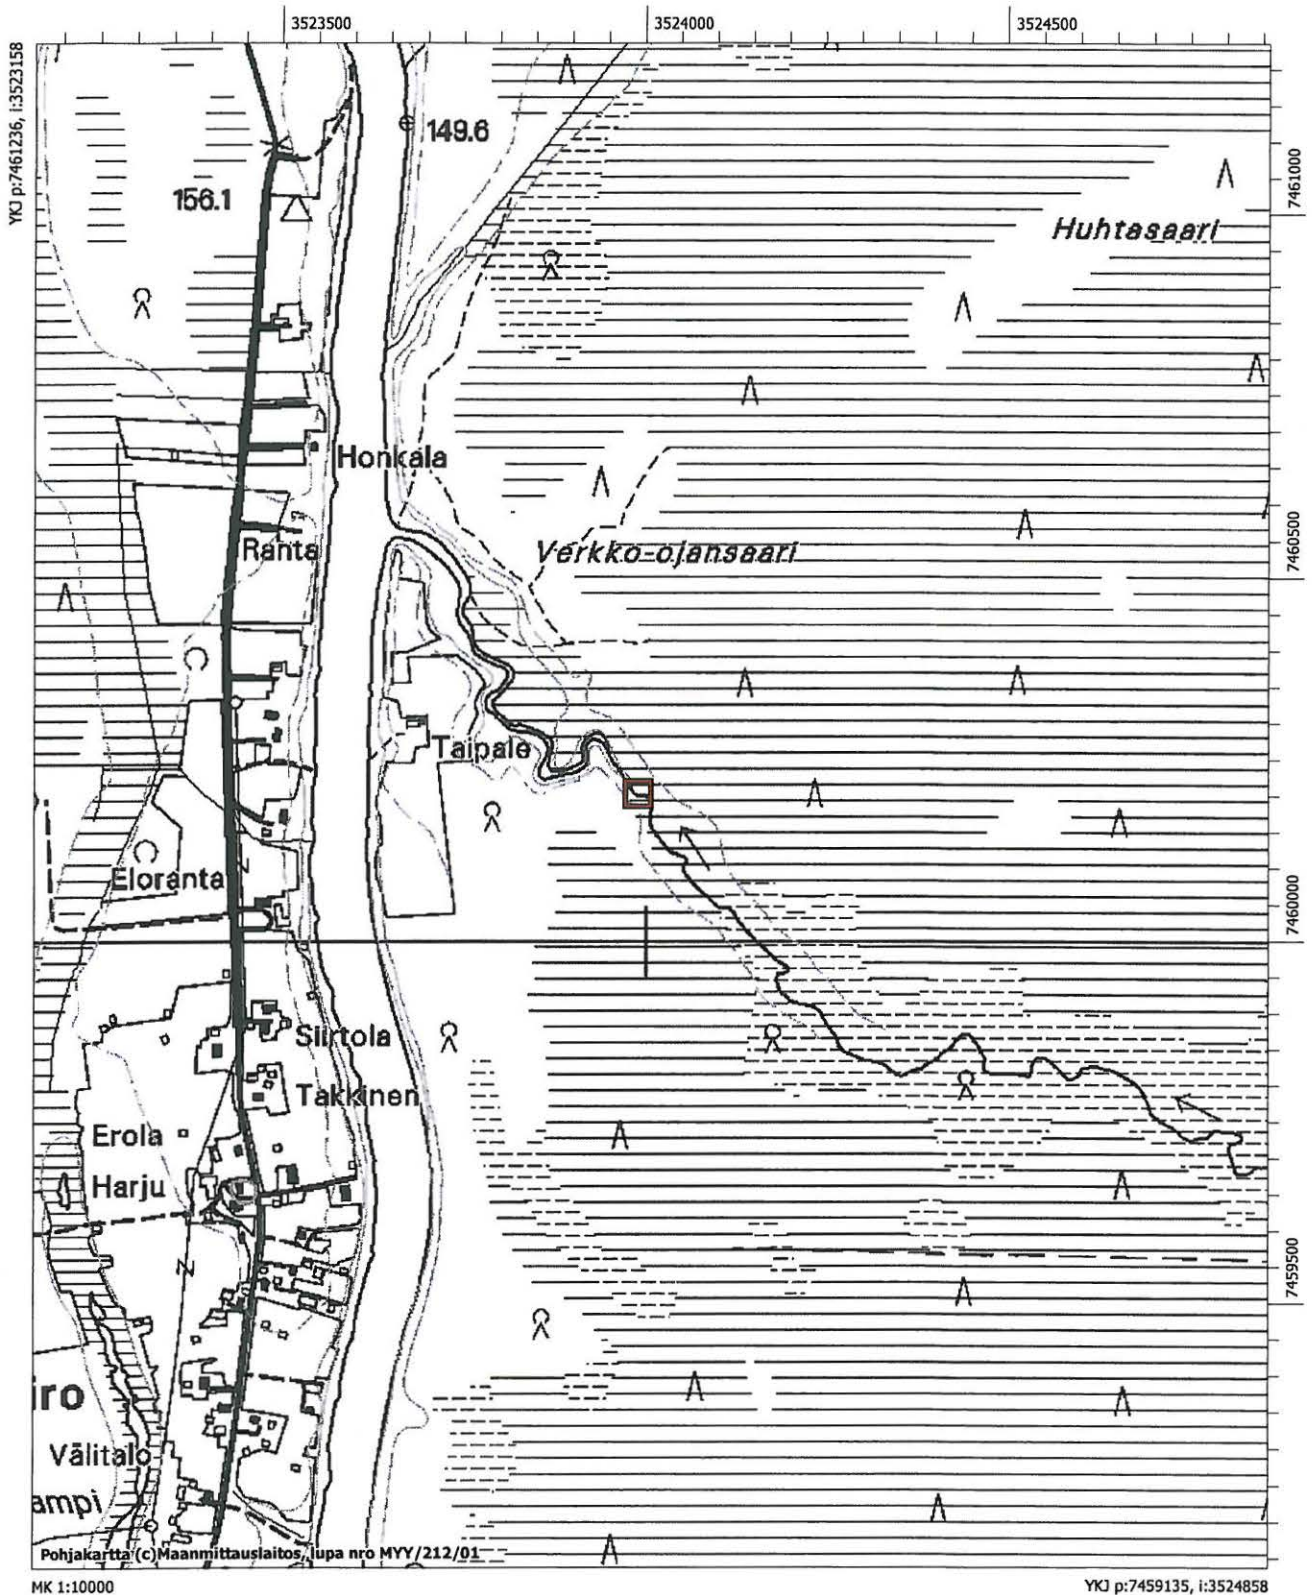 3523500
3524000
3524500
YKJ p:7461236, i:3523158
149.6
7461000
156.1
Huhtasaari
Honkala
Ranta
Verkko-ojansaari
7460500
Taipale
Eloranta
7460000
Siirtola
Takkinen
Erola
Harju
7459500
iro
Välitalo
ampi
Pohjakartta (c)Maanmittauslaitos, lupa nro MYY/212/01
MK 1:10000
YKJ p:7459135, i:3524858